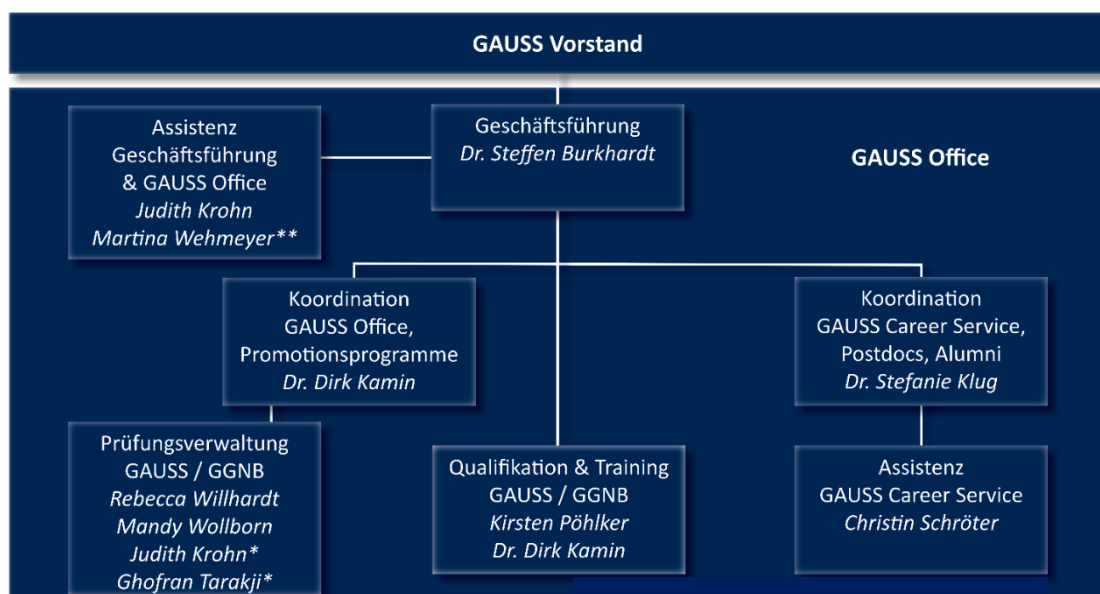 GAUSS Vorstand
Assistenz
Geschäftsführung
& GAUSS Office
Judith Krohn
Martina Wehmeyer**
Geschäftsführung
Dr. Steffen Burkhardt
GAUSS Office
Koordination
GAUSS Office,
Promotionsprogramme
Dr. Dirk Kamin
Koordination
GAUSS Career Service,
Postdocs, Alumni
Dr. Stefanie Klug
Prüfungsverwaltung
GAUSS / GGNB
Rebecca Willhardt
Mandy Wollborn
Judith Krohn*
Ghofran Tarakji*
Qualifikation & Training
GAUSS / GGNB
Kirsten Pöhlker
Dr. Dirk Kamin
Assistenz
GAUSS Career Service
Christin Schröter